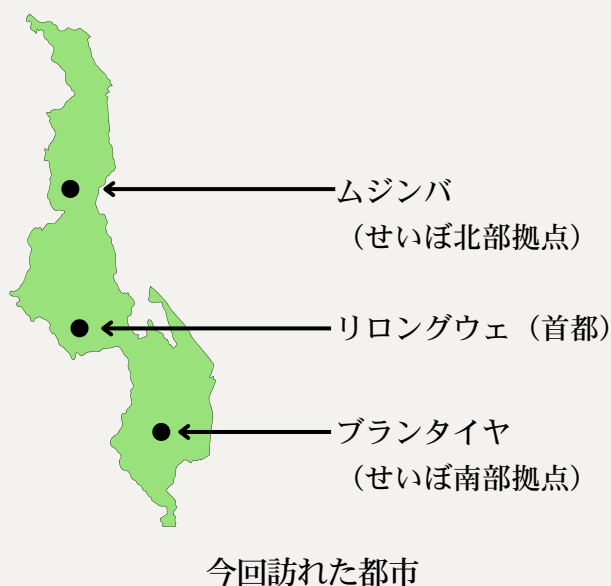 ムジンバ
（せいぼ北部拠点）
リロングウェ（首都）
ブランタイヤ
（せいぼ南部拠点）
今回訪れた都市